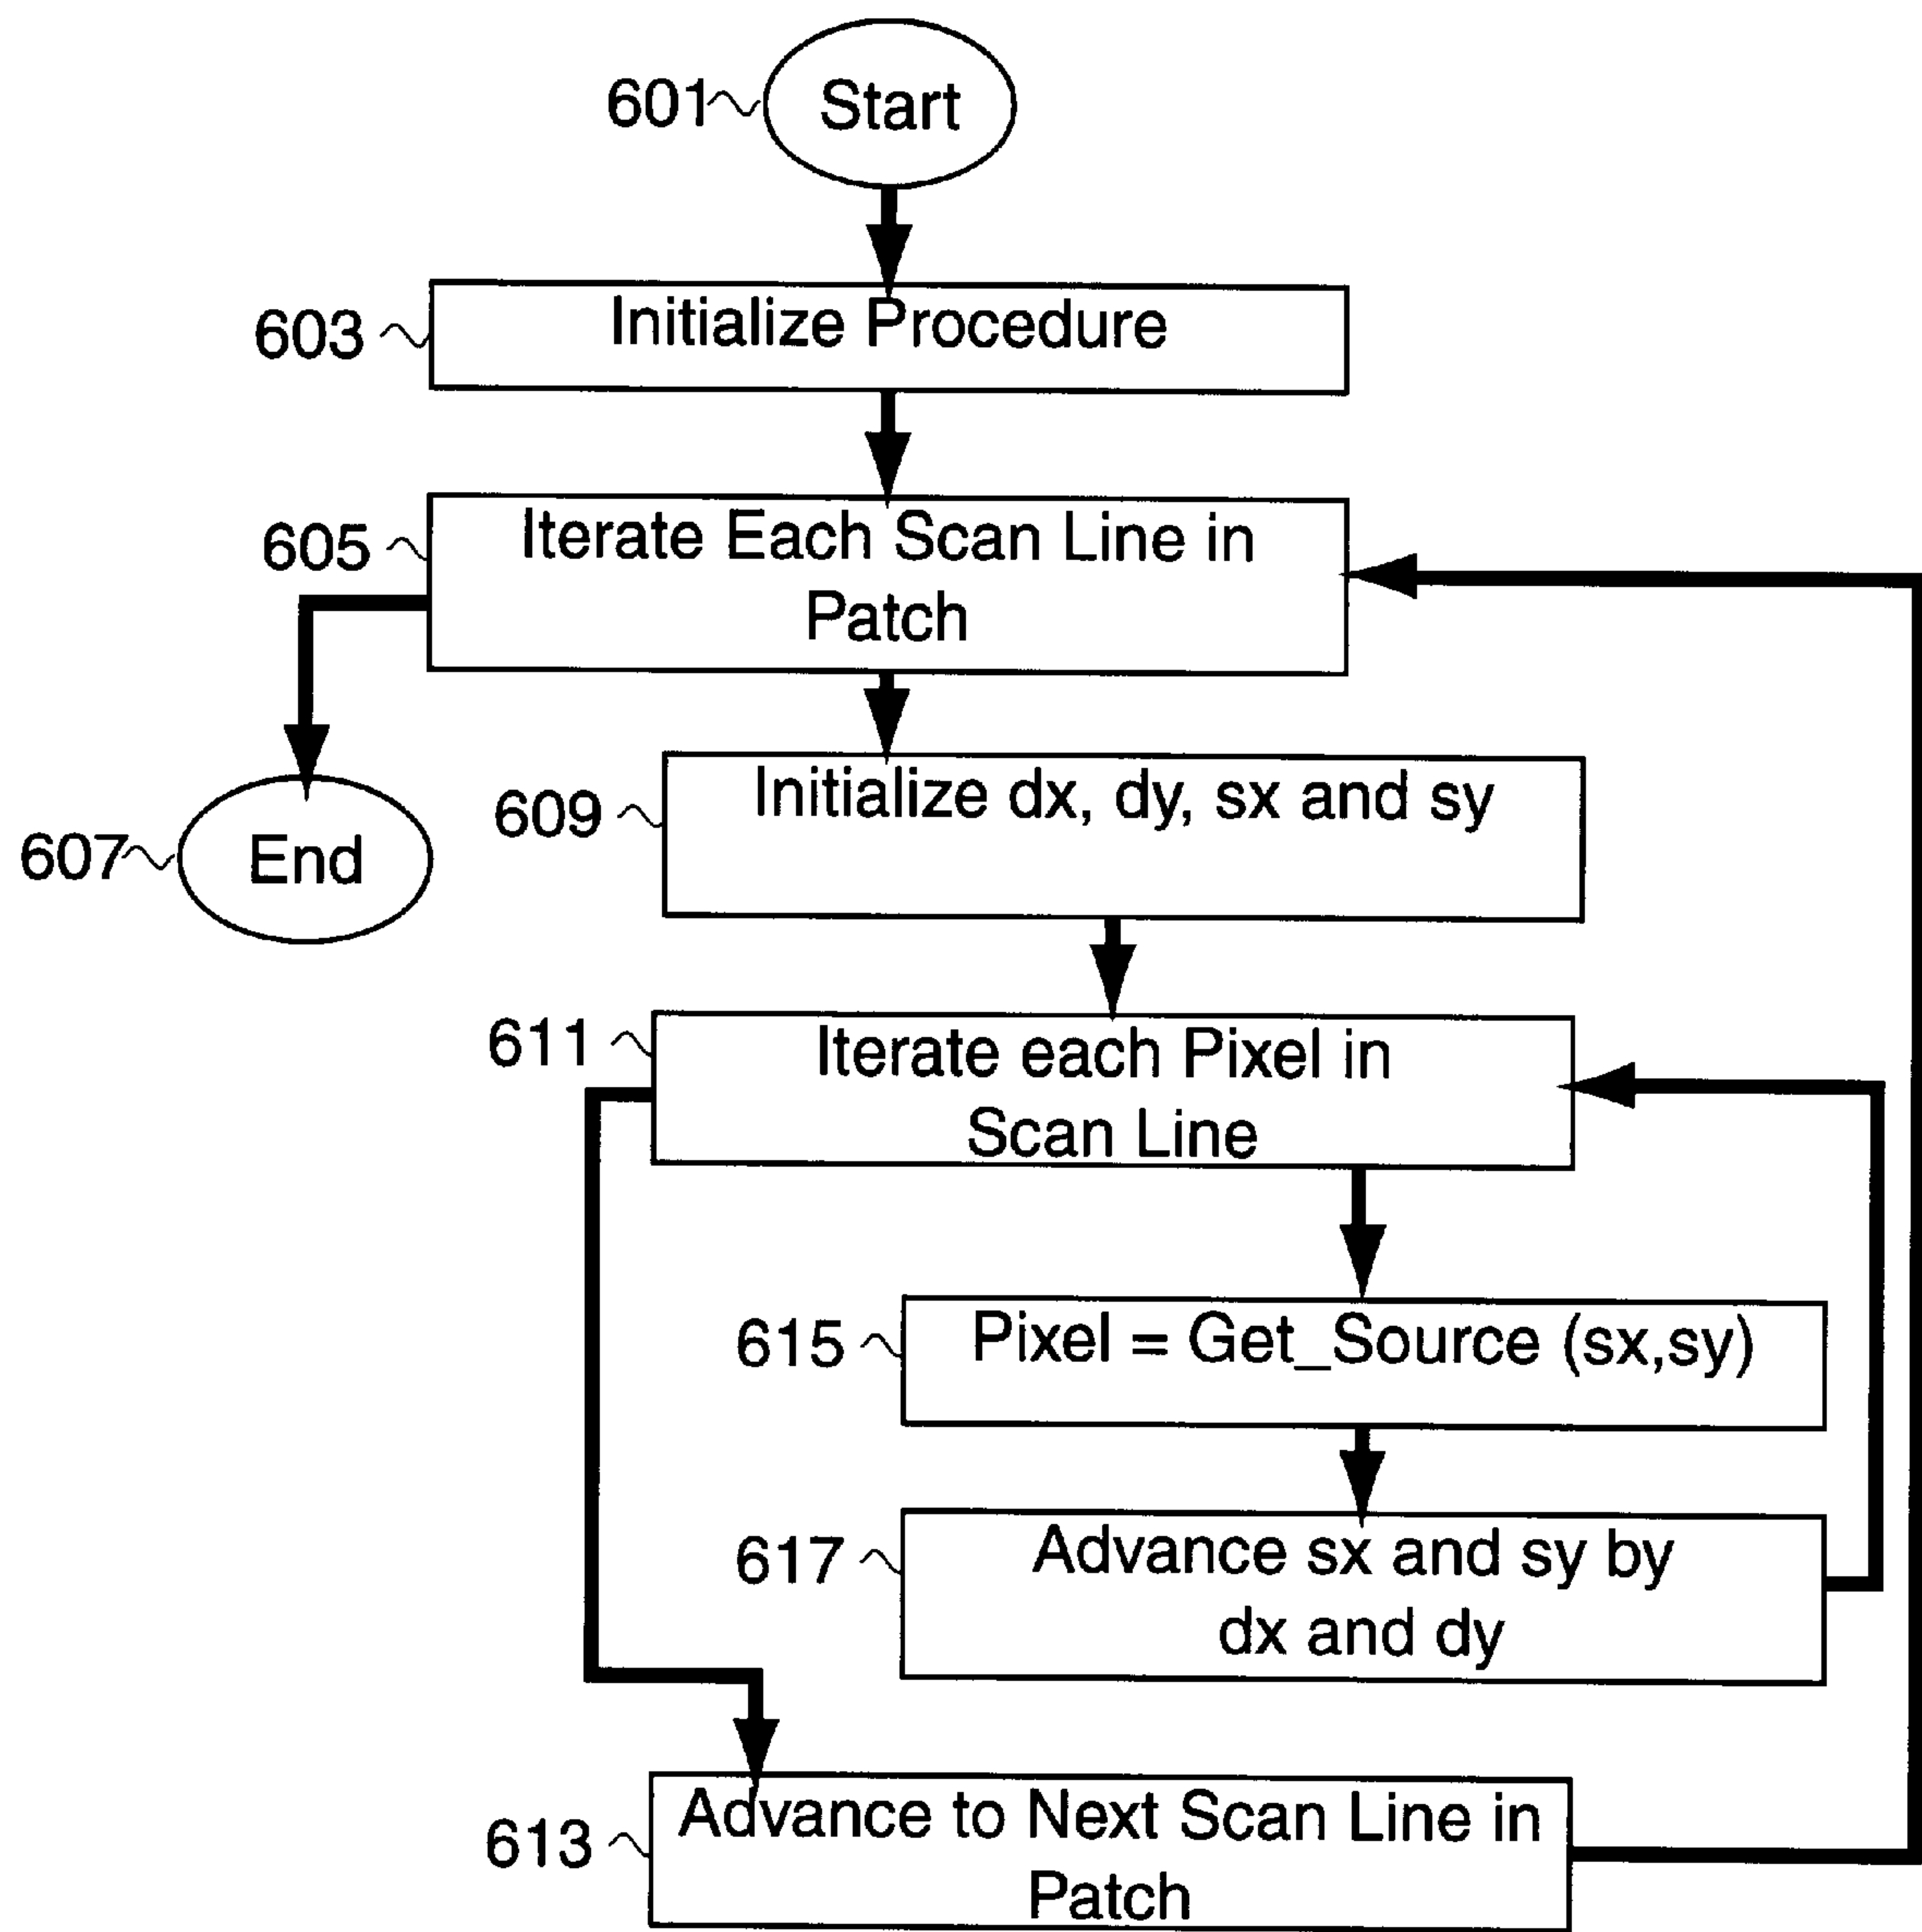 601
Start
603
Initialize Procedure
605
Iterate Each Scan Line in
Patch
607
End
609
Initialize dx, dy, sx and sy
611
Iterate each Pixel in
Scan Line
615
Pixel = Get_Source (sx,sy)
617
Advance sx and sy by
dx and dy
613
Advance to Next Scan Line in
Patch